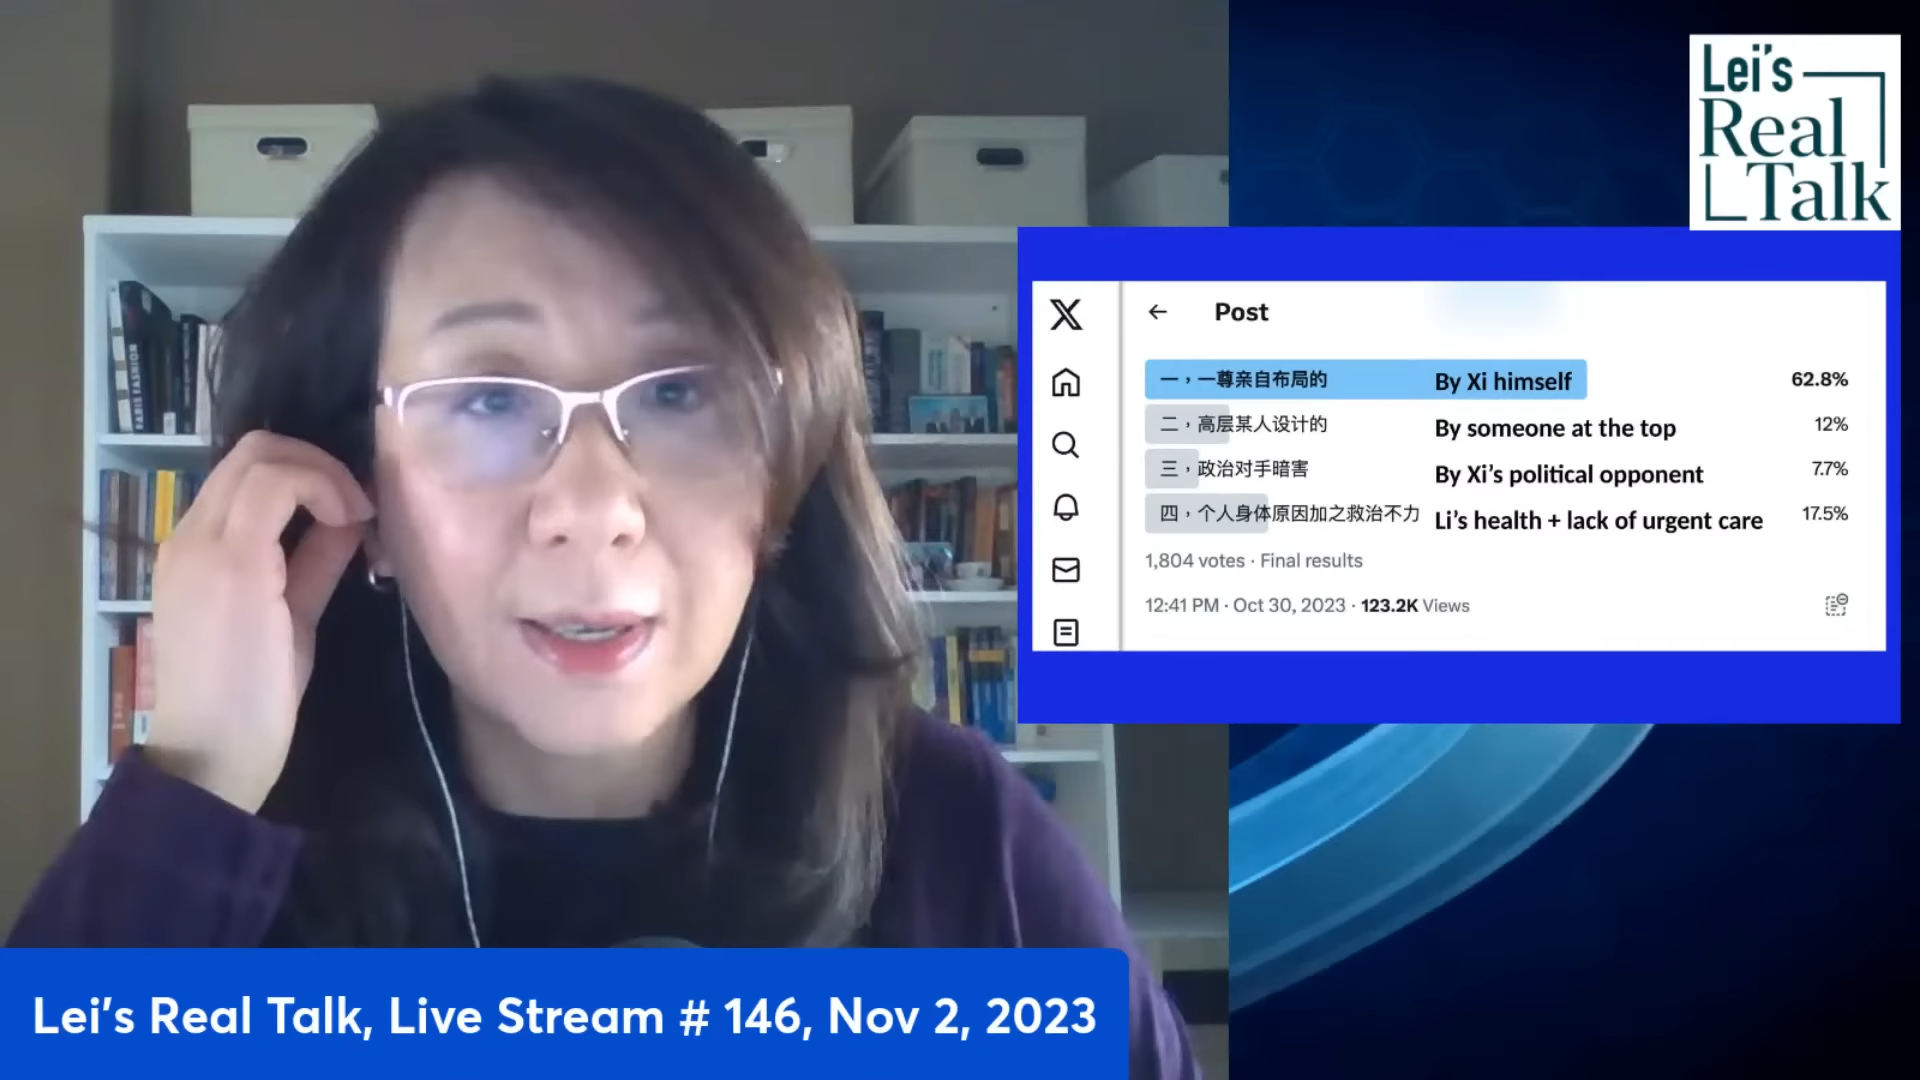 Lei's
Real
Talk
X
Post
一，一尊亲自布局的 By Xi himself 62.8%
二，高层某人设计的 By someone at the top 12%
三，政治对手暗害 By Xi's political opponent 7.7%
四，个人身体原因加之救治不力 Li's health + lack of urgent care 17.5%
1,804 votes · Final results
12:41 PM · Oct 30, 2023 · 123.2K Views
PARIS FASHION
Lei's Real Talk, Live Stream # 146, Nov 2, 2023